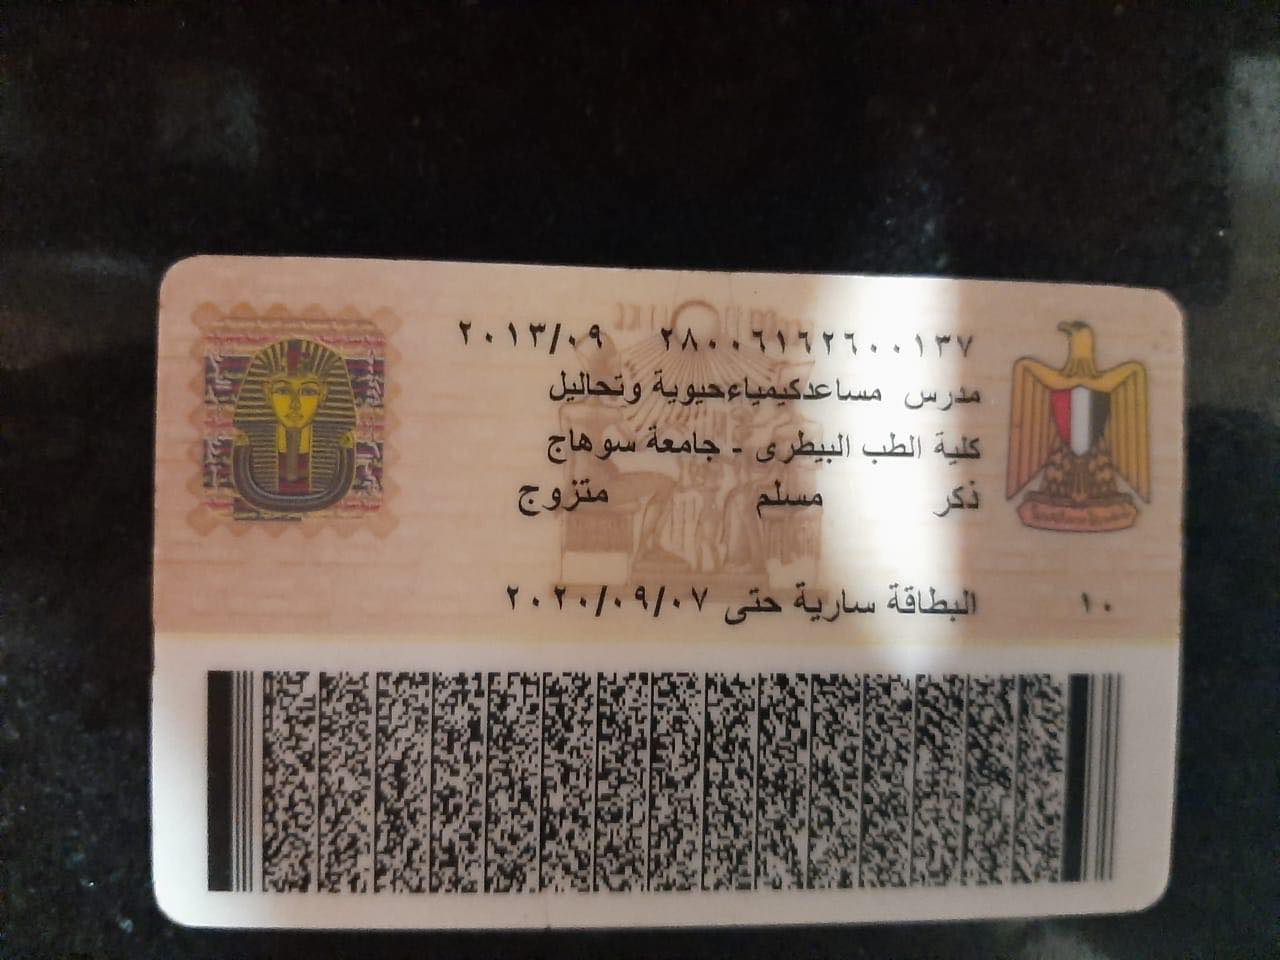 ٢٨٠٠٦١٦٢٦٠٠١٣٧ ٢٠١٣/٠٩
مدرس مساعدكيمياءحيوية وتحاليل
كلية الطب البيطرى - جامعة سوهاج
ذكر مسلم متزوج
١٠ البطاقة سارية حتى ٢٠٢٠/٠٩/٠٧